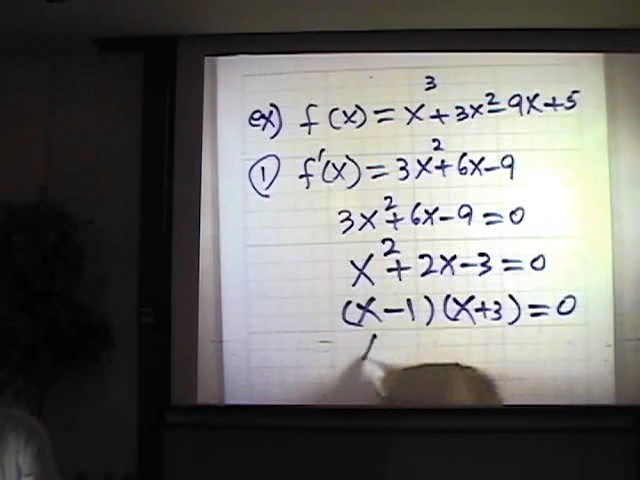 ex) f(x) = x³ + 3x² - 9x + 5
① f'(x) = 3x² + 6x - 9
3x² + 6x - 9 = 0
x² + 2x - 3 = 0
(x - 1) (x + 3) = 0